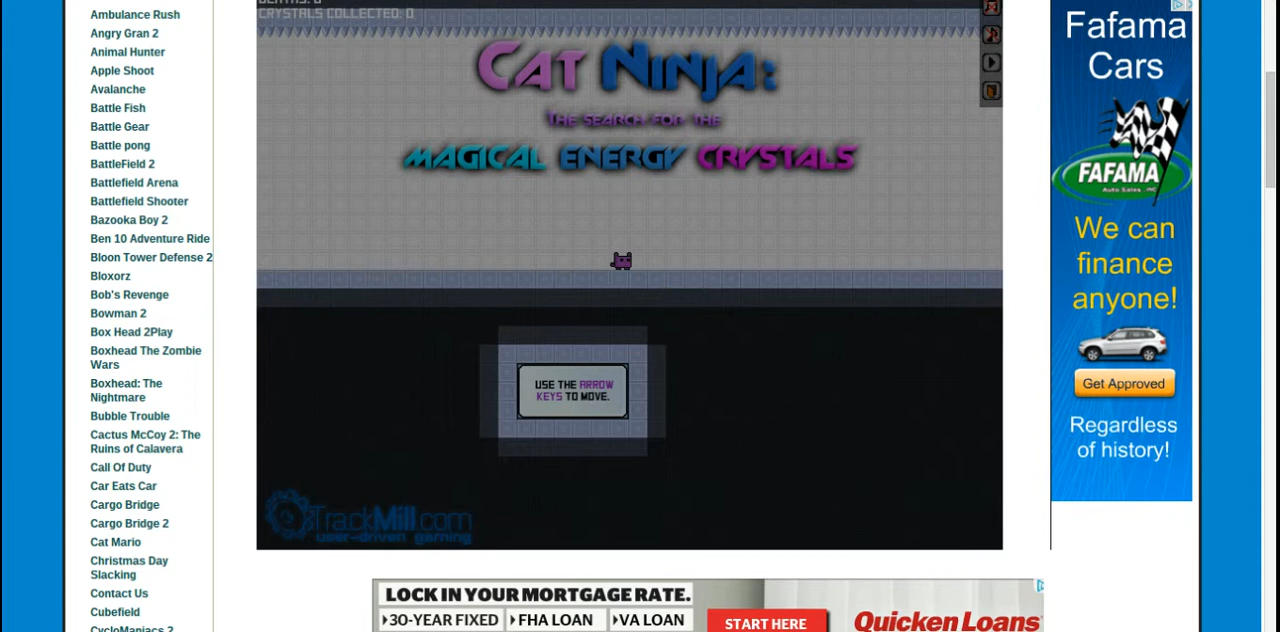 Ambulance Rush
Angry Gran 2
Animal Hunter
Apple Shoot
Avalanche
Battle Fish
Battle Gear
Battle pong
BattleField 2
Battlefield Arena
Battlefield Shooter
Bazooka Boy 2
Ben 10 Adventure Ride
Bloon Tower Defense 2
Bloxorz
Bob's Revenge
Bowman 2
Box Head 2Play
Boxhead The Zombie
Wars
Boxhead: The
Nightmare
Bubble Trouble
Cactus McCoy 2: The
Ruins of Calavera
Call Of Duty
Car Eats Car
Cargo Bridge
Cargo Bridge 2
Cat Mario
Christmas Day
Slacking
Contact Us
Cubefield
CycloManiacs 2
DEATHS: 0
CRYSTALS COLLECTED: 0
CAT NINJA:
THE SEARCH FOR THE
MAGICAL ENERGY CRYSTALS
USE THE ARROW
KEYS TO MOVE.
TrackMill.com
user-driven gaming
LOCK IN YOUR MORTGAGE RATE.
30-YEAR FIXED FHA LOAN VA LOAN
START HERE
Quicken Loans
Fafama
Cars
FAFAMA
Auto Sales, INC
We can
finance
anyone!
Get Approved
Regardless
of history!